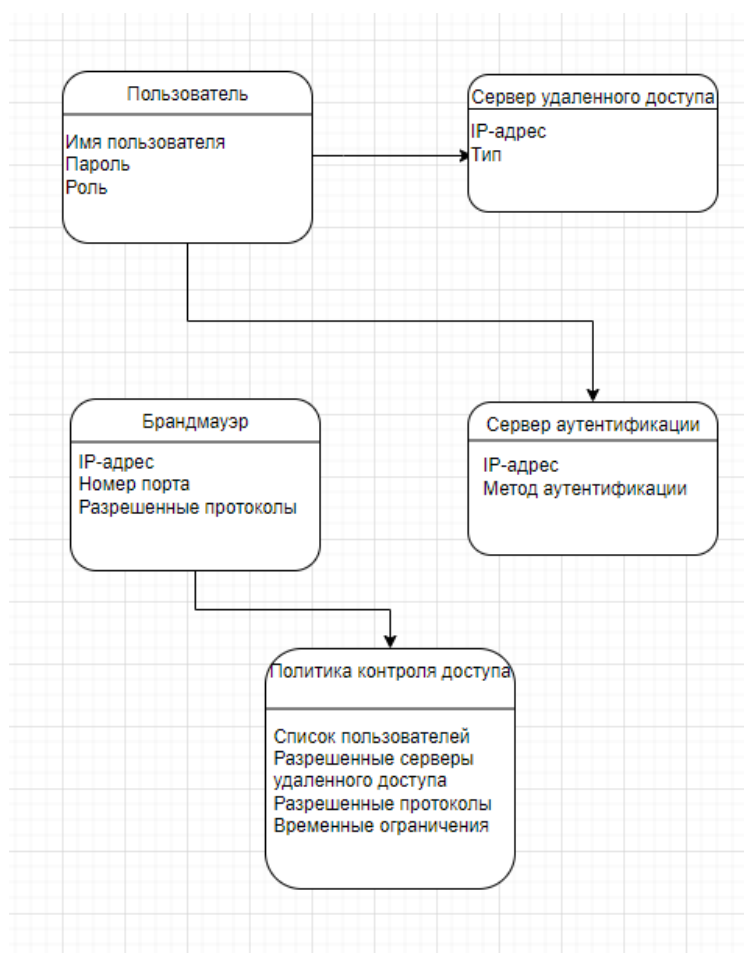 Пользователь
Имя пользователя
Пароль
Роль
Сервер удаленного доступа
IP-адрес
Тип
Брандмауэр
IP-адрес
Номер порта
Разрешенные протоколы
Сервер аутентификации
IP-адрес
Метод аутентификации
Политика контроля доступа
Список пользователей
Разрешенные серверы
удаленного доступа
Разрешенные протоколы
Временные ограничения